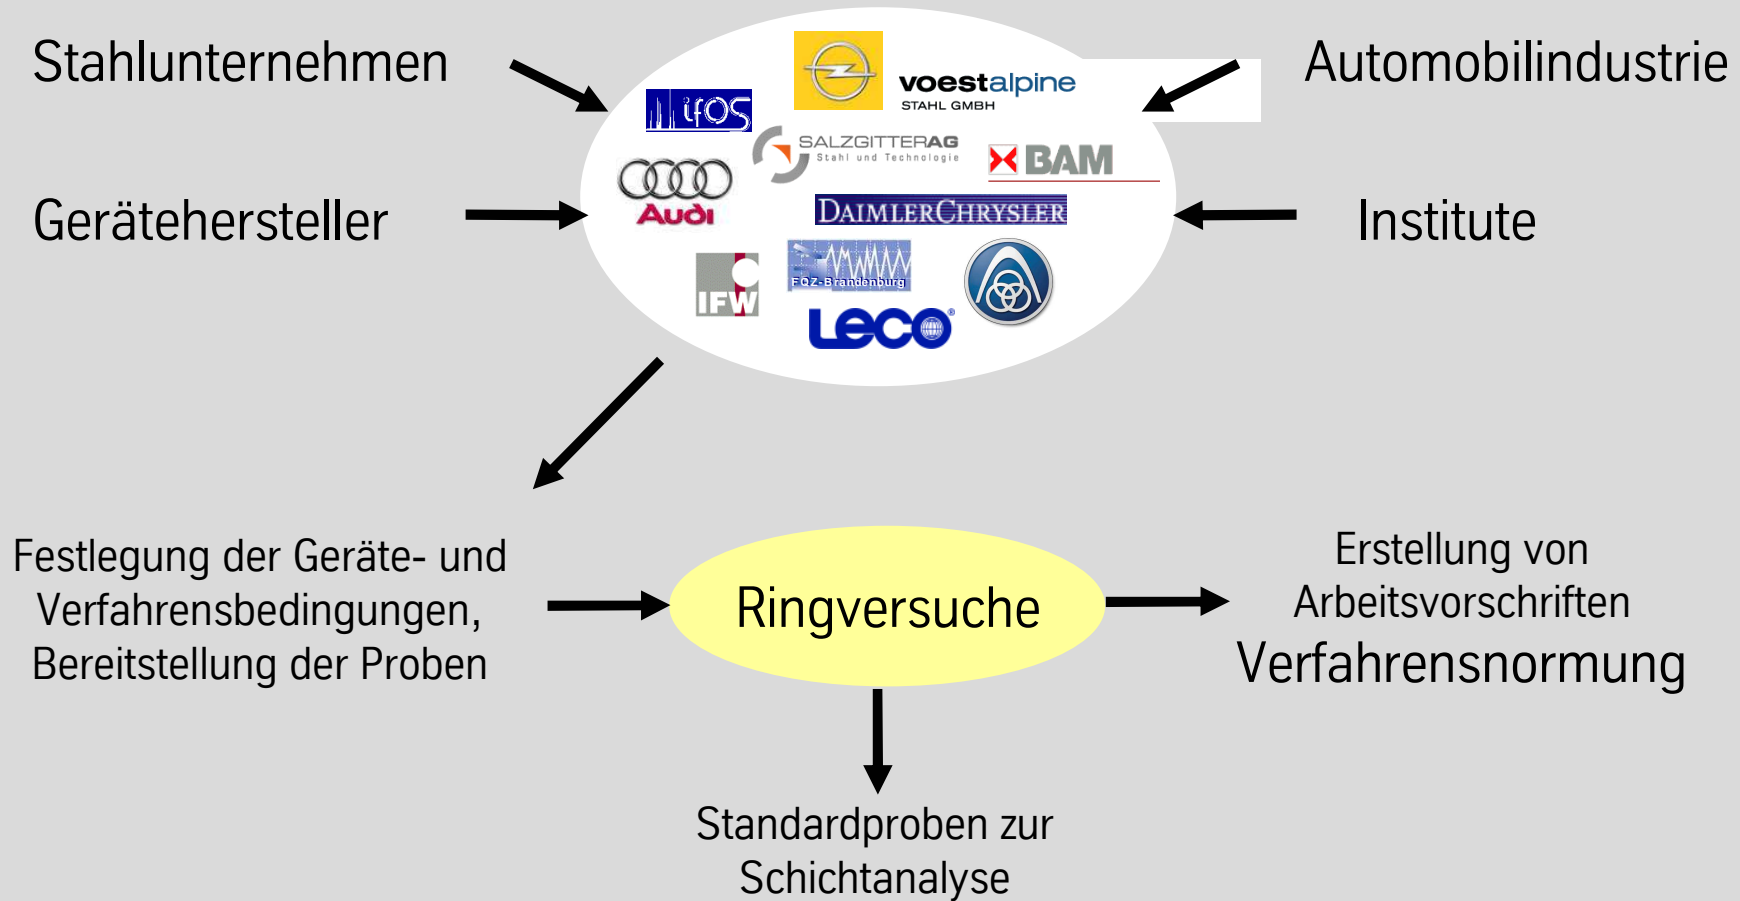 Stahlunternehmen
Automobilindustrie
voestalpine
STAHL GMBH
ifos
SALZGITTERAG
Stahl und Technologie
BAM
Audi
DAIMLERCHRYSLER
Gerätehersteller
Institute
IFW
FQZ-Brandenburg
LECO®
Festlegung der Geräte- und
Verfahrensbedingungen,
Bereitstellung der Proben
Ringversuche
Erstellung von
Arbeitsvorschriften
Verfahrensnormung
Standardproben zur
Schichtanalyse